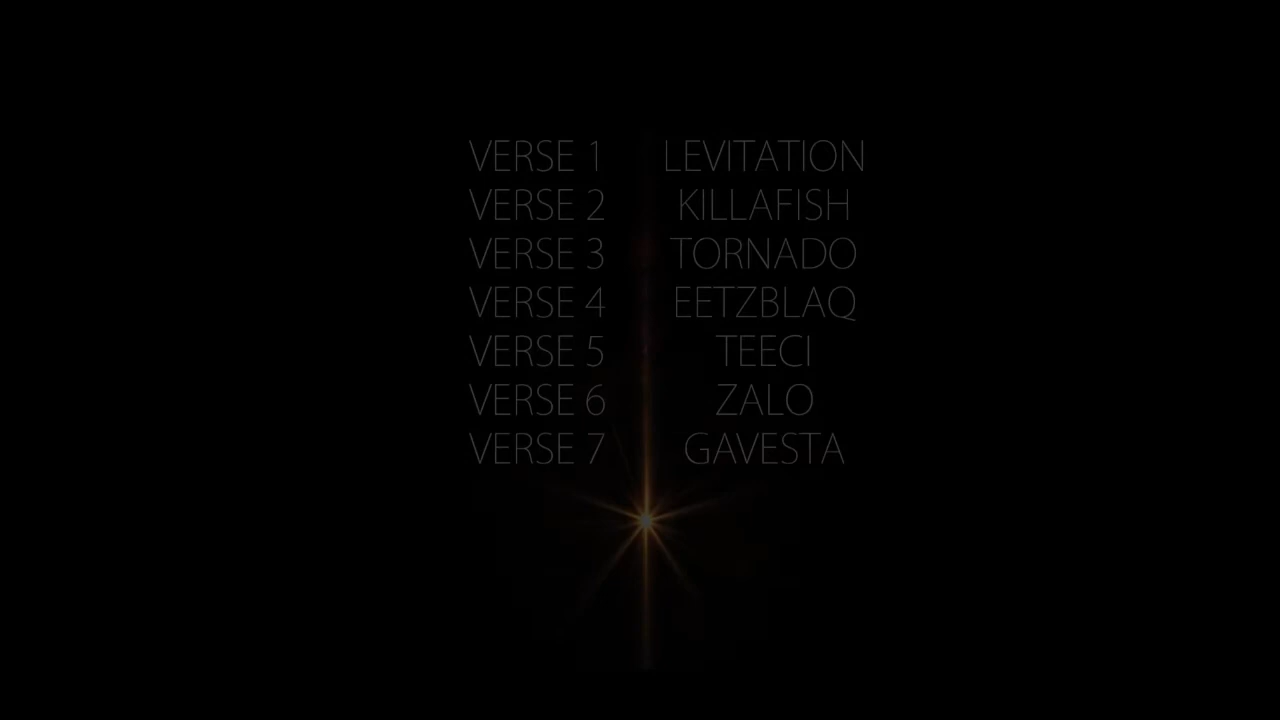 VERSE 1 LEVITATION
VERSE 2 KILLAFISH
VERSE 3 TORNADO
VERSE 4 EETZBLAQ
VERSE 5 TEECI
VERSE 6 ZALO
VERSE 7 GAVESTA